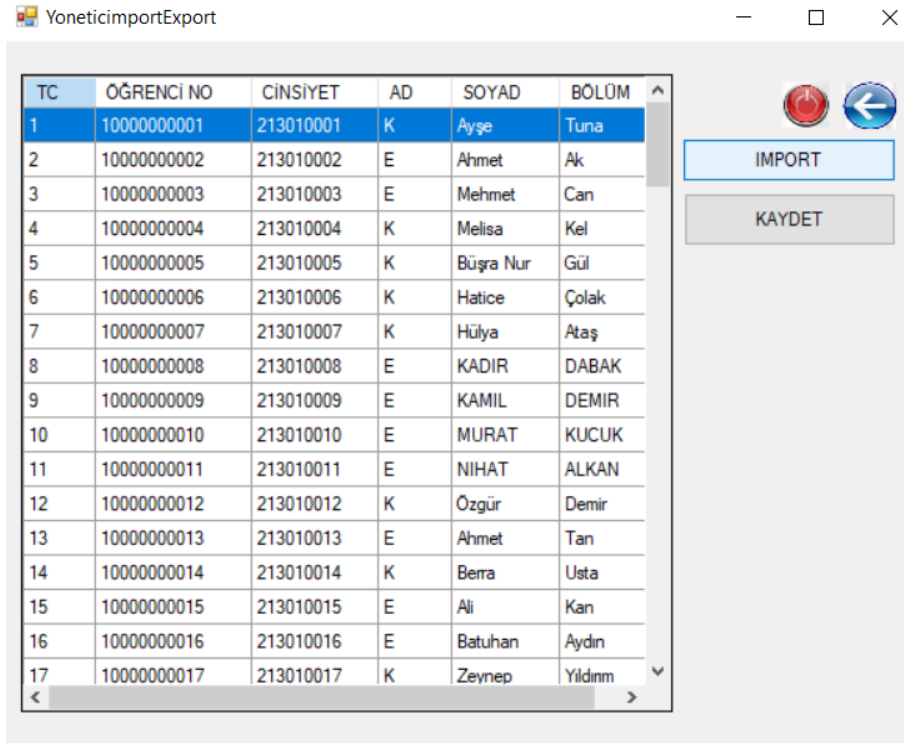 YoneticimportExport
TC ÖĞRENCİ NO CİNSİYET AD SOYAD BÖLÜM
1 10000000001 213010001 K Ayşe Tuna
2 10000000002 213010002 E Ahmet Ak
3 10000000003 213010003 E Mehmet Can
4 10000000004 213010004 K Melisa Kel
5 10000000005 213010005 K Büşra Nur Gül
6 10000000006 213010006 K Hatice Çolak
7 10000000007 213010007 K Hülya Ataş
8 10000000008 213010008 E KADIR DABAK
9 10000000009 213010009 E KAMIL DEMIR
10 10000000010 213010010 E MURAT KUCUK
11 10000000011 213010011 E NIHAT ALKAN
12 10000000012 213010012 K Özgür Demir
13 10000000013 213010013 E Ahmet Tan
14 10000000014 213010014 K Berra Usta
15 10000000015 213010015 E Ali Kan
16 10000000016 213010016 E Batuhan Aydın
17 10000000017 213010017 K Zeynep Yıldırım
IMPORT
KAYDET